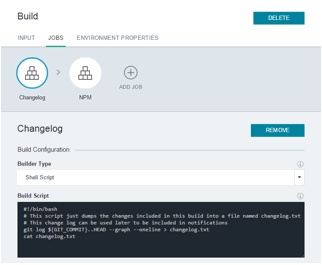 Build
DELETE
INPUT
JOBS
ENVIRONMENT PROPERTIES
Changelog
NPM
ADD JOB
Changelog
REMOVE
Build Configuration
Builder Type
Shell Script
Build Script
#!/bin/bash
# This script just dumps the changes included in this build into a file named changelog.txt
# This change log can be used later to be included in notifications
git log ${GIT_COMMIT}..HEAD --graph --oneline > changelog.txt
cat changelog.txt